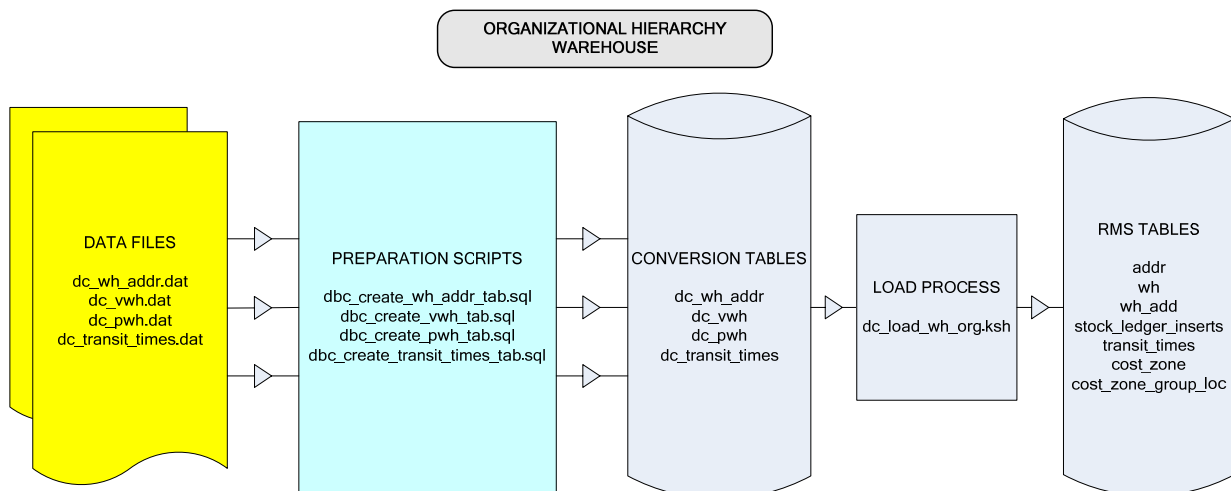 ORGANIZATIONAL HIERARCHY
WAREHOUSE
DATA FILES
dc_wh_addr.dat
dc_vwh.dat
dc_pwh.dat
dc_transit_times.dat
PREPARATION SCRIPTS
dbc_create_wh_addr_tab.sql
dbc_create_vwh_tab.sql
dbc_create_pwh_tab.sql
dbc_create_transit_times_tab.sql
CONVERSION TABLES
dc_wh_addr
dc_vwh
dc_pwh
dc_transit_times
LOAD PROCESS
dc_load_wh_org.ksh
RMS TABLES
addr
wh
wh_add
stock_ledger_inserts
transit_times
cost_zone
cost_zone_group_loc